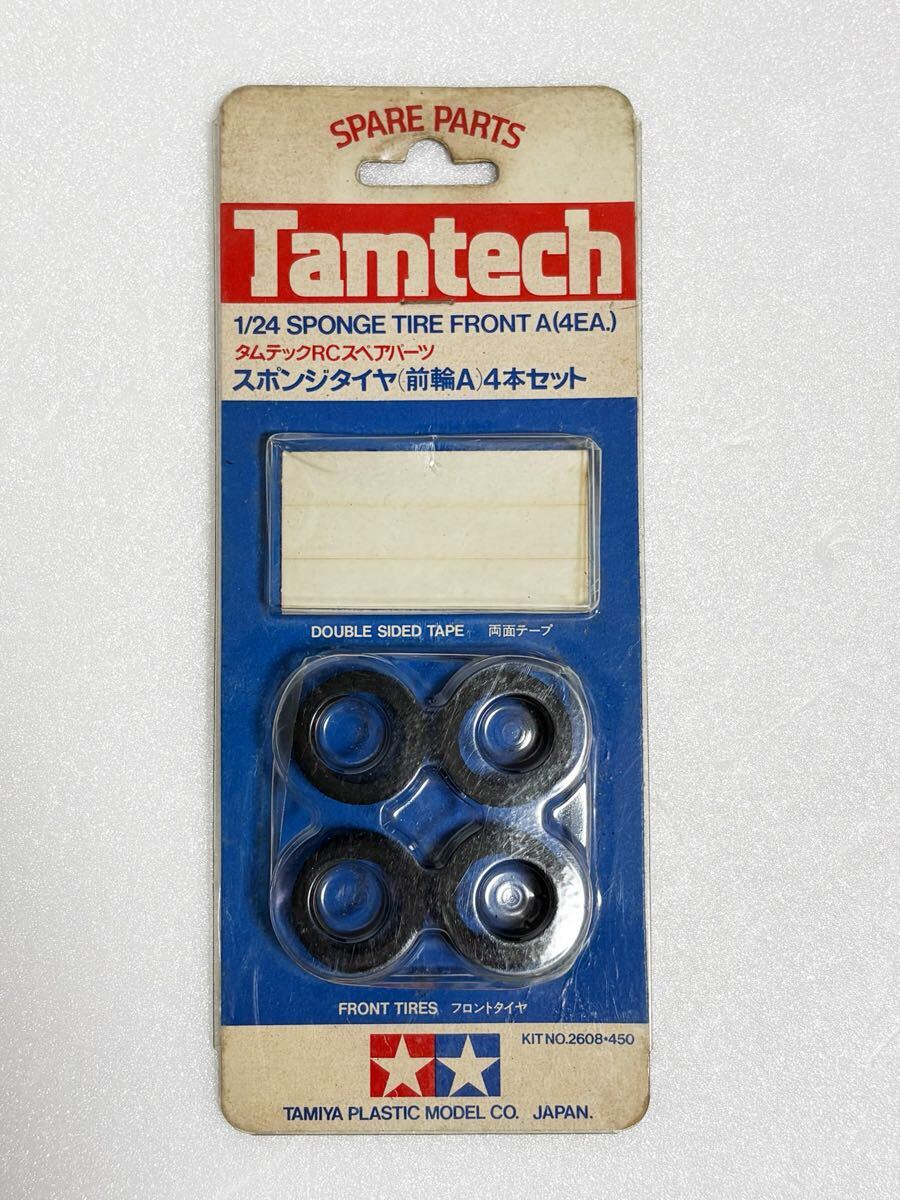 SPARE PARTS
Tamtech
1/24 SPONGE TIRE FRONT A(4EA.)
タムテックRCスペアパーツ
スポンジタイヤ(前輪A)4本セット
DOUBLE SIDED TAPE 両面テープ
FRONT TIRES フロントタイヤ
KIT NO.2608•450
TAMIYA PLASTIC MODEL CO. JAPAN.